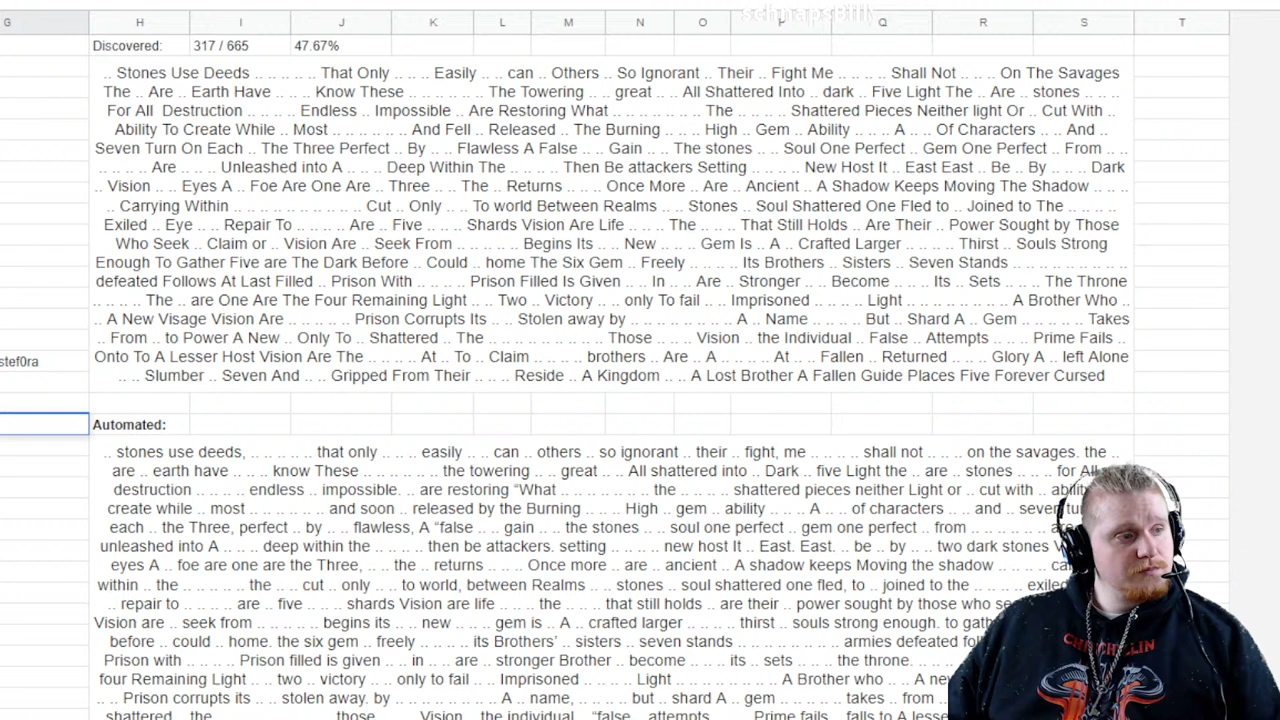 schnapsBilly
G H I J K L M N O P Q R S T
Discovered: 317 / 665 47.67%
.. Stones Use Deeds .. .. .. .. .. That Only .. .. .. Easily .. .. can .. Others .. So Ignorant .. Their .. Fight Me .. .. .. .. Shall Not .. .. On The Savages
The .. Are .. Earth Have .. .. Know These .. .. .. .. .. The Towering .. .. great .. .. All Shattered Into .. dark .. Five Light The .. Are .. stones .. .. ..
For All Destruction .. .. .. .. Endless .. Impossible .. Are Restoring What .. .. .. .. .. .. .. The .. .. .. Shattered Pieces Neither light Or .. Cut With ..
Ability To Create While .. Most .. .. .. .. .. And Fell .. Released .. The Burning .. .. High .. Gem .. Ability .. .. A .. .. Of Characters .. .. And ..
Seven Turn On Each .. The Three Perfect .. By .. .. Flawless A False .. .. Gain .. .. The stones .. .. Soul One Perfect .. Gem One Perfect .. From ..
.. .. .. .. Are .. .. Unleashed into A .. .. .. Deep Within The .. .. .. .. Then Be attackers Setting .. .. .. .. New Host It .. East East .. Be .. By .. .. Dark
.. Vision .. .. Eyes A .. Foe Are One Are .. Three .. .. The .. Returns .. .. .. Once More .. Are .. Ancient .. A Shadow Keeps Moving The Shadow .. .. ..
.. Carrying Within .. .. .. .. .. .. .. .. .. Cut .. Only .. .. To world Between Realms .. .. Stones .. Soul Shattered One Fled to .. Joined to The .. .. ..
Exiled .. Eye .. .. Repair To .. .. .. Are .. Five .. .. .. Shards Vision Are Life .. .. .. The .. .. .. That Still Holds .. Are Their .. Power Sought by Those
Who Seek .. Claim or .. Vision Are .. Seek From .. .. .. .. Begins Its .. New .. .. Gem Is .. A .. Crafted Larger .. .. .. Thirst .. Souls Strong
Enough To Gather Five are The Dark Before .. Could .. home The Six Gem .. Freely .. .. .. .. Its Brothers .. Sisters .. Seven Stands .. .. .. .. .. .. .. .. ..
defeated Follows At Last Filled .. Prison With .. .. .. .. Prison Filled Is Given .. .. In .. .. Are .. Stronger .. .. Become .. .. Its .. Sets .. .. The Throne
.. .. .. .. The .. are One Are The Four Remaining Light .. .. Two .. Victory .. .. only To fail .. Imprisoned .. .. .. Light .. .. .. .. .. A Brother Who ..
.. A New Visage Vision Are .. .. .. .. .. Prison Corrupts Its .. Stolen away by .. .. .. .. .. .. .. .. A .. Name .. .. .. But .. Shard A .. Gem .. .. .. .. Takes
.. From .. to Power A New .. Only To .. Shattered .. The .. .. .. .. .. .. .. .. Those .. .. Vision .. the Individual .. False .. Attempts .. .. Prime Fails ..
Onto To A Lesser Host Vision Are The .. .. .. .. At .. To .. Claim .. .. .. brothers .. Are .. A .. .. At .. Fallen .. Returned .. .. Glory A .. left Alone
stef0ra
.. .. Slumber .. Seven And .. .. Gripped From Their .. .. .. Reside .. A Kingdom .. .. A Lost Brother A Fallen Guide Places Five Forever Cursed
Automated:
.. stones use deeds, .. .. .. .. .. that only .. .. .. easily .. .. can .. others .. so ignorant .. their .. fight, me .. .. .. .. shall not .. .. on the savages. the ..
are .. earth have .. .. know These .. .. .. .. .. the towering .. .. great .. .. All shattered into .. Dark .. five Light the .. are .. stones .. .. .. for All
destruction .. .. .. .. endless .. impossible. .. are restoring “What .. .. .. .. .. .. .. the .. .. .. shattered pieces neither Light or .. cut with ..
create while .. most .. .. .. .. .. and soon .. released by the Burning .. .. High .. gem .. ability .. .. A .. .. of characters .. .. and ..
each .. the Three, perfect .. by .. .. flawless, A “false .. .. gain .. .. the stones .. .. soul one perfect .. gem one perfect .. from .. .. .. ..
unleashed into A .. .. .. deep within the .. .. .. .. then be attackers. setting .. .. .. .. new host It .. East. East. .. be .. by .. .. two dark stones
eyes A .. foe are one are the Three, .. .. the .. returns .. .. .. Once more .. are .. ancient .. A shadow keeps Moving the shadow .. .. ..
within .. the .. .. .. .. .. .. the .. .. cut .. only .. .. to world, between Realms .. .. stones .. soul shattered one fled, to .. joined to the .. .. ..
.. repair to .. .. .. are .. five .. .. shards Vision are life .. .. .. the .. .. .. that still holds .. are their .. power sought by those who
Vision are .. seek from .. .. .. .. begins its .. new .. .. gem is .. A .. crafted larger .. .. .. thirst .. souls strong enough. to
before .. could .. home. the six gem .. freely .. .. .. .. its Brothers’ .. sisters .. seven stands .. .. .. .. .. .. armies defeated
Prison with .. .. .. .. Prison filled is given .. .. in .. .. are .. stronger Brother .. become .. .. its .. sets .. .. the throne.
four Remaining Light .. .. two .. victory .. .. only to fail .. Imprisoned .. .. .. Light .. .. .. .. .. A Brother who .. A
.. Prison corrupts its .. stolen away. by .. .. .. .. .. .. .. .. A .. name, .. .. .. but .. shard A .. gem .. .. .. takes .. from
shattered .. the .. .. .. .. .. .. .. those .. .. Vision .. the individual .. “false .. attempts .. .. Prime fails .. falls to A